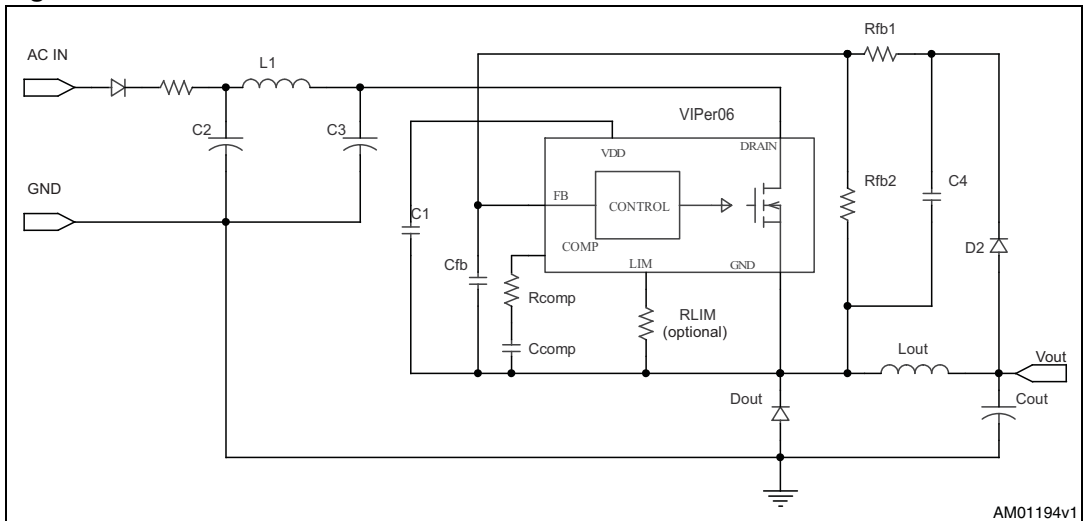 Rfb1
AC IN
L1
VIPer06
C2
C3
VDD
DRAIN
GND
C1
FB
CONTROL
Rfb2
C4
COMP
D2
Cfb
LIM
GND
Rcomp
RLIM
(optional)
Ccomp
Lout
Vout
Dout
Cout
AM01194v1